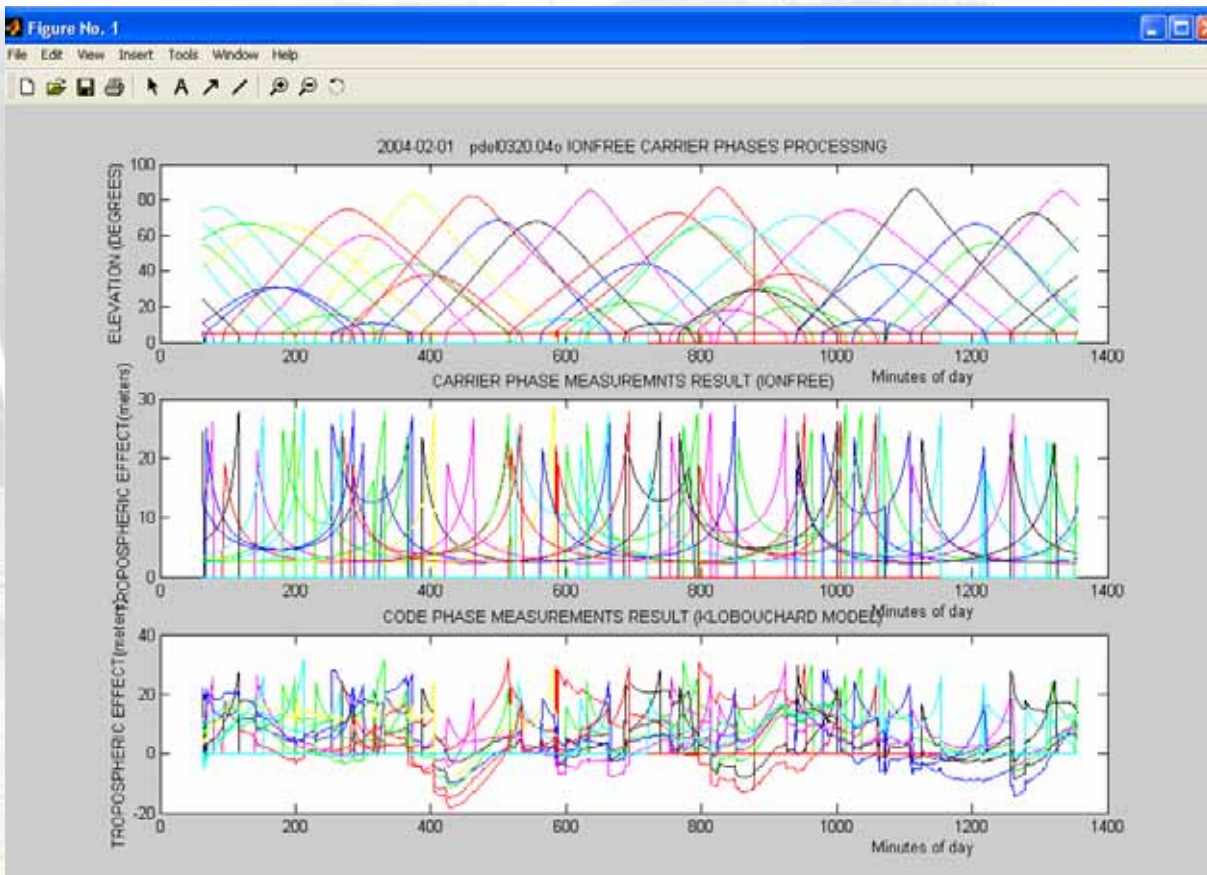 Figure No. 1
File Edit View Insert Tools Window Help
2004-02-01 pdel0320.04o IONFREE CARRIER PHASES PROCESSING
ELEVATION (DEGREES)
100
80
60
40
20
0
0 200 400 600 800 1000 1200 1400
Minutes of day
CARRIER PHASE MEASUREMNTS RESULT (IONFREE)
TROPOSPHERIC EFFECT(meters)
30
20
10
0
0 200 400 600 800 1000 1200 1400
Minutes of day
CODE PHASE MEASUREMENTS RESULT (KLOBOUCHARD MODEL)
TROPOSPHERIC EFFECT(meters)
40
20
0
-20
0 200 400 600 800 1000 1200 1400
Minutes of day